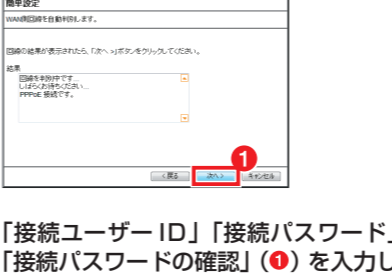 簡単設定
WAN側回線を自動判別します。
回線の結果が表示されたら、「次へ >」ボタンをクリックしてください。
結果
回線を判別中です...
しばらくお待ちください...
PPPoE 接続です。
1
< 戻る
次へ >
キャンセル
「接続ユーザー ID」「接続パスワード」
「接続パスワードの確認」（❶）を入力し